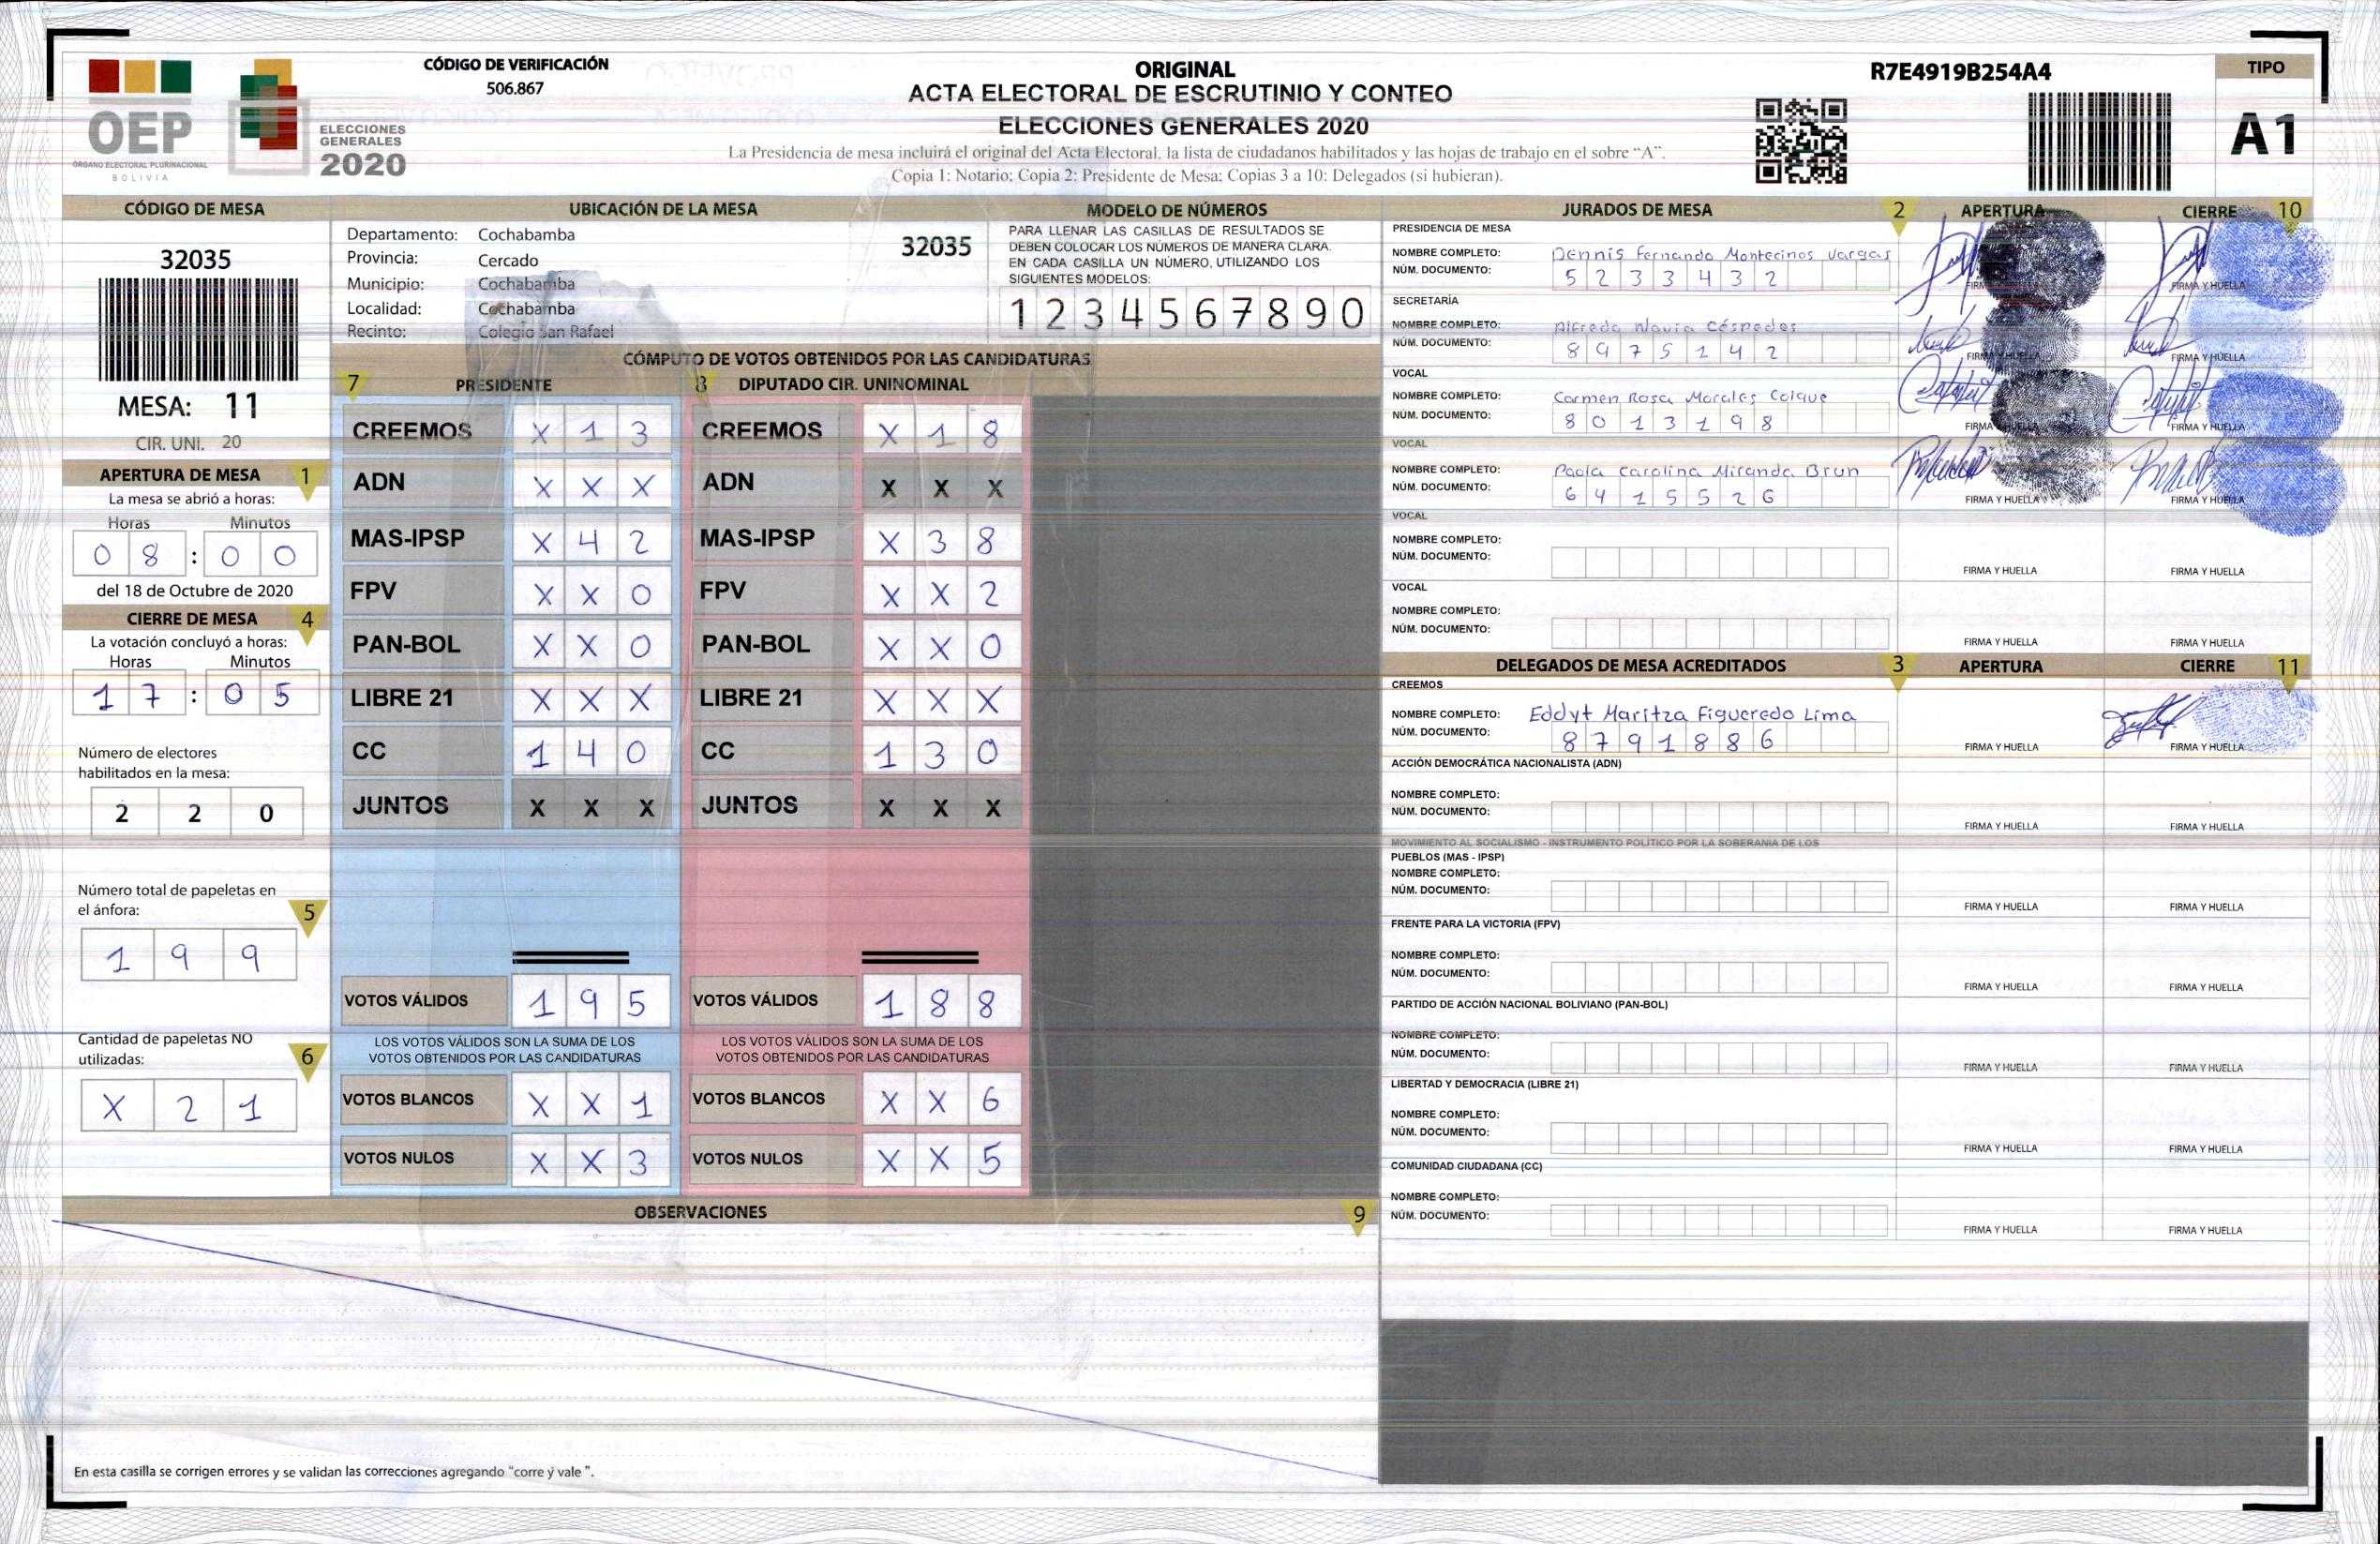 CÓDIGO DE VERIFICACIÓN
506.867
ORIGINAL
ACTA ELECTORAL DE ESCRUTINIO Y CONTEO
ELECCIONES GENERALES 2020
La Presidencia de mesa incluirá el original del Acta Electoral, la lista de ciudadanos habilitados y las hojas de trabajo en el sobre “A”.
Copia 1: Notario; Copia 2: Presidente de Mesa; Copias 3 a 10: Delegados (si hubieran).
R7E4919B254A4
TIPO
A1
OEP
ÓRGANO ELECTORAL PLURINACIONAL
BOLIVIA
ELECCIONES
GENERALES
2020
CÓDIGO DE MESA
32035
MESA: 11
CIR. UNI. 20
APERTURA DE MESA 1
La mesa se abrió a horas:
Horas Minutos
0 8 : 0 0
del 18 de Octubre de 2020
CIERRE DE MESA 4
La votación concluyó a horas:
Horas Minutos
1 7 : 0 5
Número de electores
habilitados en la mesa:
2 2 0
Número total de papeletas en
el ánfora: 5
1 9 9
Cantidad de papeletas NO
utilizadas: 6
X 2 1
UBICACIÓN DE LA MESA
Departamento: Cochabamba
Provincia: Cercado
Municipio: Cochabamba
Localidad: Cochabamba
Recinto: Colegio San Rafael
32035
MODELO DE NÚMEROS
PARA LLENAR LAS CASILLAS DE RESULTADOS SE
DEBEN COLOCAR LOS NÚMEROS DE MANERA CLARA.
EN CADA CASILLA UN NÚMERO, UTILIZANDO LOS
SIGUIENTES MODELOS:
1 2 3 4 5 6 7 8 9 0
CÓMPUTO DE VOTOS OBTENIDOS POR LAS CANDIDATURAS
7 PRESIDENTE 8 DIPUTADO CIR. UNINOMINAL
CREEMOS X 1 3 CREEMOS X 1 8
ADN X X X ADN X X X
MAS-IPSP X 4 2 MAS-IPSP X 3 8
FPV X X 0 FPV X X 2
PAN-BOL X X 0 PAN-BOL X X 0
LIBRE 21 X X X LIBRE 21 X X X
CC 1 4 0 CC 1 3 0
JUNTOS X X X JUNTOS X X X
VOTOS VÁLIDOS 1 9 5 VOTOS VÁLIDOS 1 8 8
LOS VOTOS VÁLIDOS SON LA SUMA DE LOS LOS VOTOS VÁLIDOS SON LA SUMA DE LOS
VOTOS OBTENIDOS POR LAS CANDIDATURAS VOTOS OBTENIDOS POR LAS CANDIDATURAS
VOTOS BLANCOS X X 1 VOTOS BLANCOS X X 6
VOTOS NULOS X X 3 VOTOS NULOS X X 5
OBSERVACIONES 9
En esta casilla se corrigen errores y se validan las correcciones agregando “corre y vale ”.
JURADOS DE MESA 2 APERTURA CIERRE 10
PRESIDENCIA DE MESA
NOMBRE COMPLETO: Dennis Fernando Montecinos Vargas
NÚM. DOCUMENTO: 5 2 3 3 4 3 2
FIRMA Y HUELLA
SECRETARÍA
NOMBRE COMPLETO: Alfredo Céspedes
NÚM. DOCUMENTO: 8 9 7 5 1 4 2
FIRMA Y HUELLA FIRMA Y HUELLA
VOCAL
NOMBRE COMPLETO: Carmen Rosa Morales Colque
NÚM. DOCUMENTO: 8 0 1 3 1 9 8
FIRMA Y HUELLA FIRMA Y HUELLA
VOCAL
NOMBRE COMPLETO: Paola Carolina Miranda Brun
NÚM. DOCUMENTO: 6 4 1 5 5 2 6
FIRMA Y HUELLA FIRMA Y HUELLA
VOCAL
NOMBRE COMPLETO:
NÚM. DOCUMENTO:
FIRMA Y HUELLA FIRMA Y HUELLA
VOCAL
NOMBRE COMPLETO:
NÚM. DOCUMENTO:
FIRMA Y HUELLA FIRMA Y HUELLA
DELEGADOS DE MESA ACREDITADOS 3 APERTURA CIERRE 11
CREEMOS
NOMBRE COMPLETO: Eddyt Maritza Figueredo Lima
NÚM. DOCUMENTO: 8 7 9 1 8 8 6
FIRMA Y HUELLA FIRMA Y HUELLA
ACCIÓN DEMOCRÁTICA NACIONALISTA (ADN)
NOMBRE COMPLETO:
NÚM. DOCUMENTO:
FIRMA Y HUELLA FIRMA Y HUELLA
MOVIMIENTO AL SOCIALISMO - INSTRUMENTO POLÍTICO POR LA SOBERANIA DE LOS
PUEBLOS (MAS - IPSP)
NOMBRE COMPLETO:
NÚM. DOCUMENTO:
FIRMA Y HUELLA FIRMA Y HUELLA
FRENTE PARA LA VICTORIA (FPV)
NOMBRE COMPLETO:
NÚM. DOCUMENTO:
FIRMA Y HUELLA FIRMA Y HUELLA
PARTIDO DE ACCIÓN NACIONAL BOLIVIANO (PAN-BOL)
NOMBRE COMPLETO:
NÚM. DOCUMENTO:
FIRMA Y HUELLA FIRMA Y HUELLA
LIBERTAD Y DEMOCRACIA (LIBRE 21)
NOMBRE COMPLETO:
NÚM. DOCUMENTO:
FIRMA Y HUELLA FIRMA Y HUELLA
COMUNIDAD CIUDADANA (CC)
NOMBRE COMPLETO:
NÚM. DOCUMENTO:
FIRMA Y HUELLA FIRMA Y HUELLA